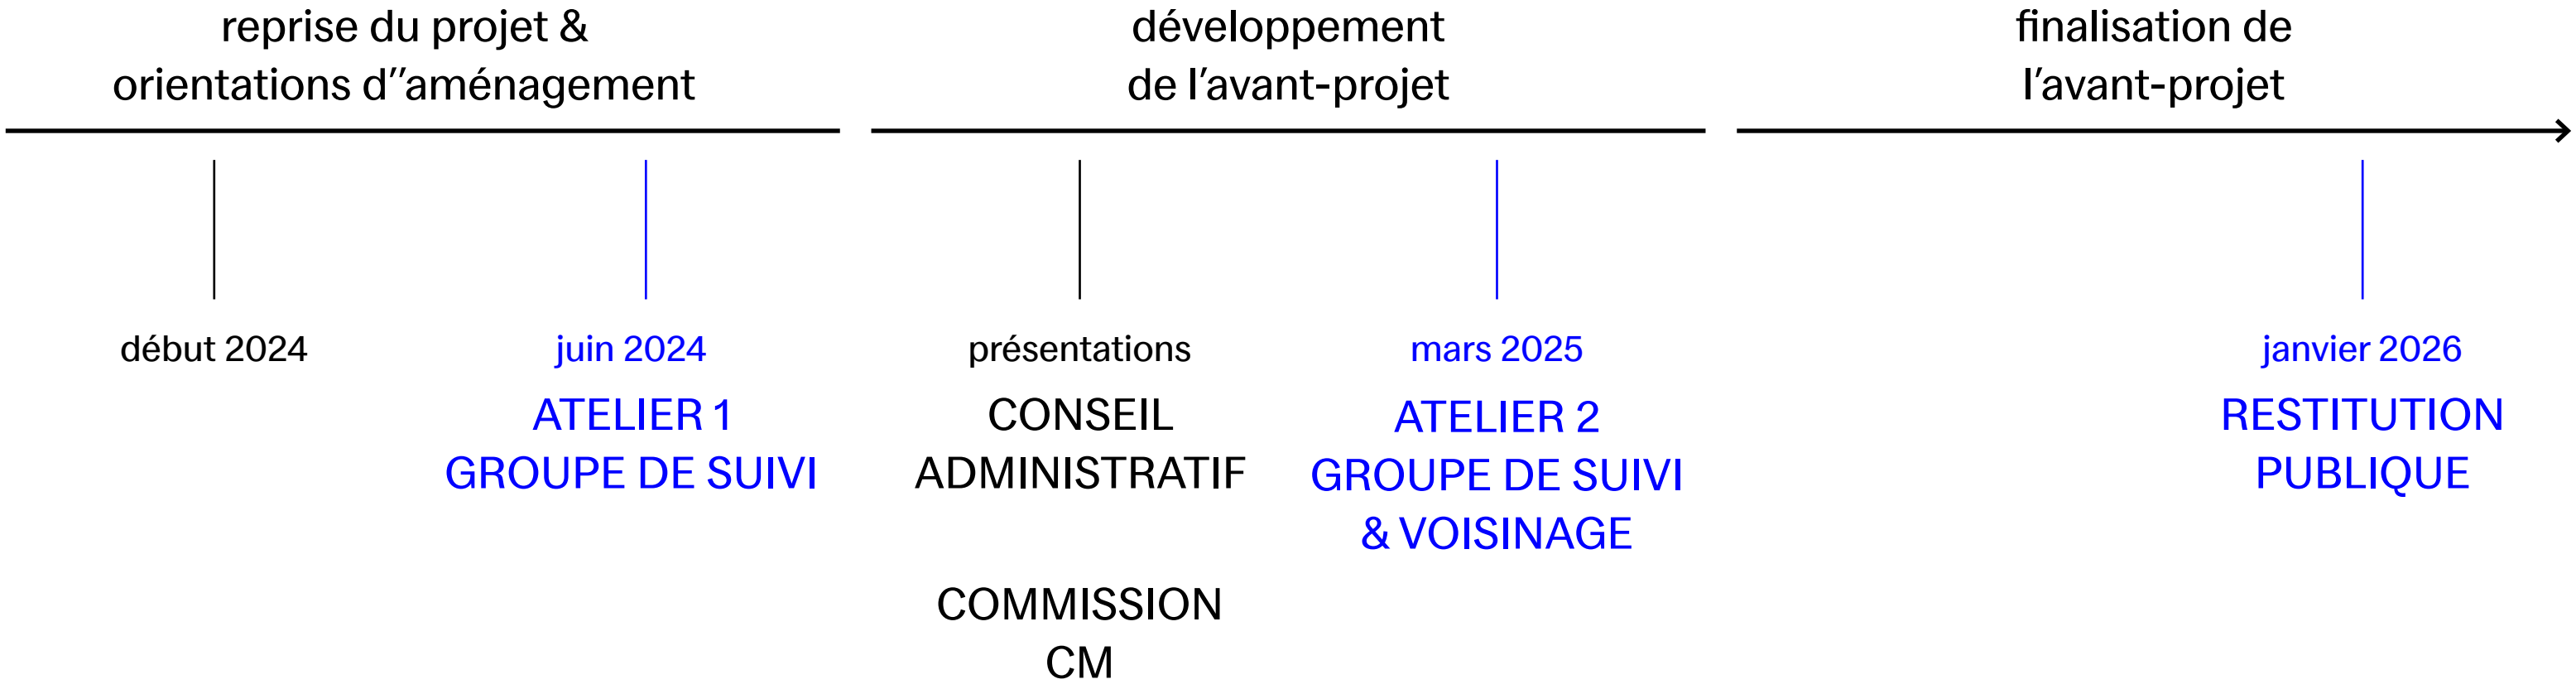 reprise du projet &
orientations d’’aménagement
développement
de l’avant-projet
finalisation de
l’avant-projet
début 2024
juin 2024
ATELIER 1
GROUPE DE SUIVI
présentations
CONSEIL
ADMINISTRATIF
COMMISSION
CM
mars 2025
ATELIER 2
GROUPE DE SUIVI
& VOISINAGE
janvier 2026
RESTITUTION
PUBLIQUE